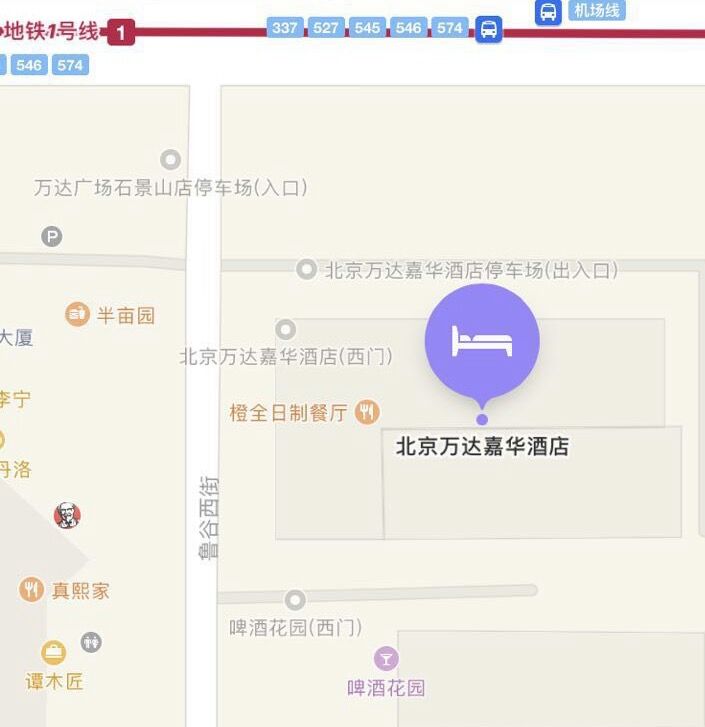 机场线
地铁1号线 1
337 527 545 546 574
546 574
万达广场石景山店停车场(入口)
P
北京万达嘉华酒店停车场(出入口)
半亩园
大厦
北京万达嘉华酒店(西门)
李宁
橙全日制餐厅
北京万达嘉华酒店
丹洛
鲁谷西街
真熙家
啤酒花园(西门)
谭木匠
啤酒花园